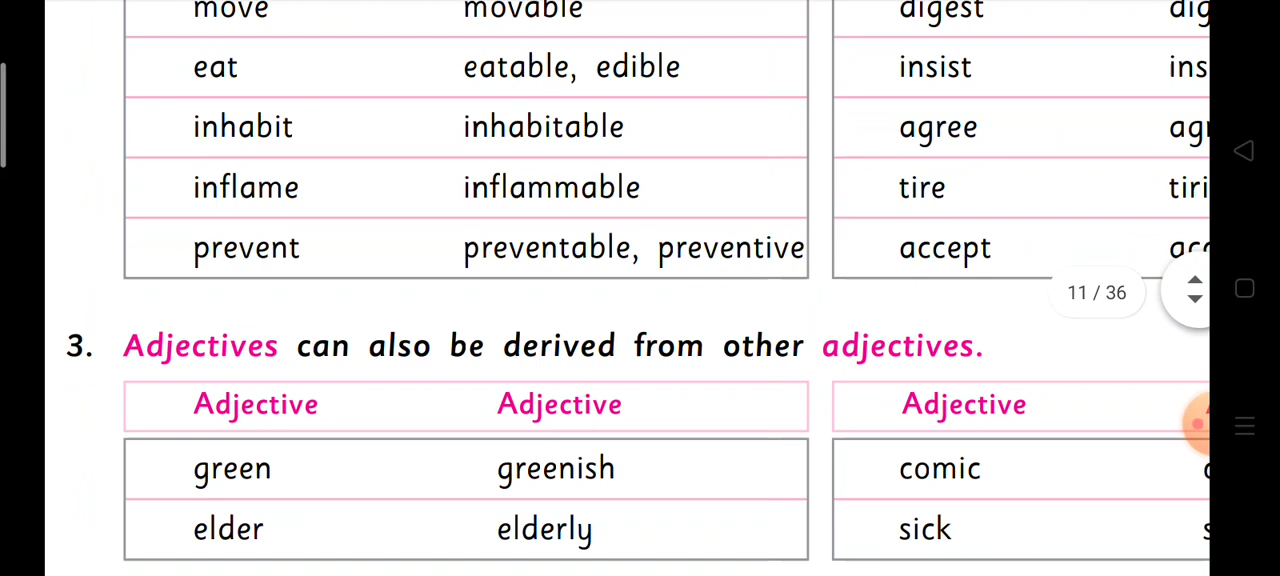 move movable digest
eat eatable, edible insist
inhabit inhabitable agree
inflame inflammable tire
prevent preventable, preventive accept
11 / 36
3. Adjectives can also be derived from other adjectives.
Adjective Adjective Adjective
green greenish comic
elder elderly sick